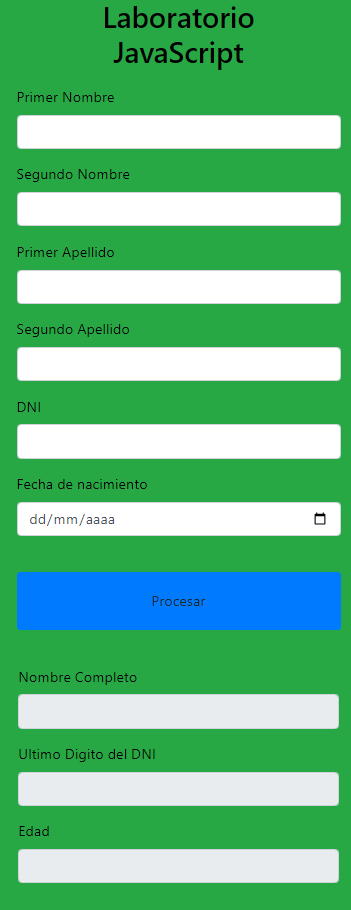 Laboratorio
JavaScript
Primer Nombre
Segundo Nombre
Primer Apellido
Segundo Apellido
DNI
Fecha de nacimiento
dd/mm/aaaa
Procesar
Nombre Completo
Ultimo Digito del DNI
Edad